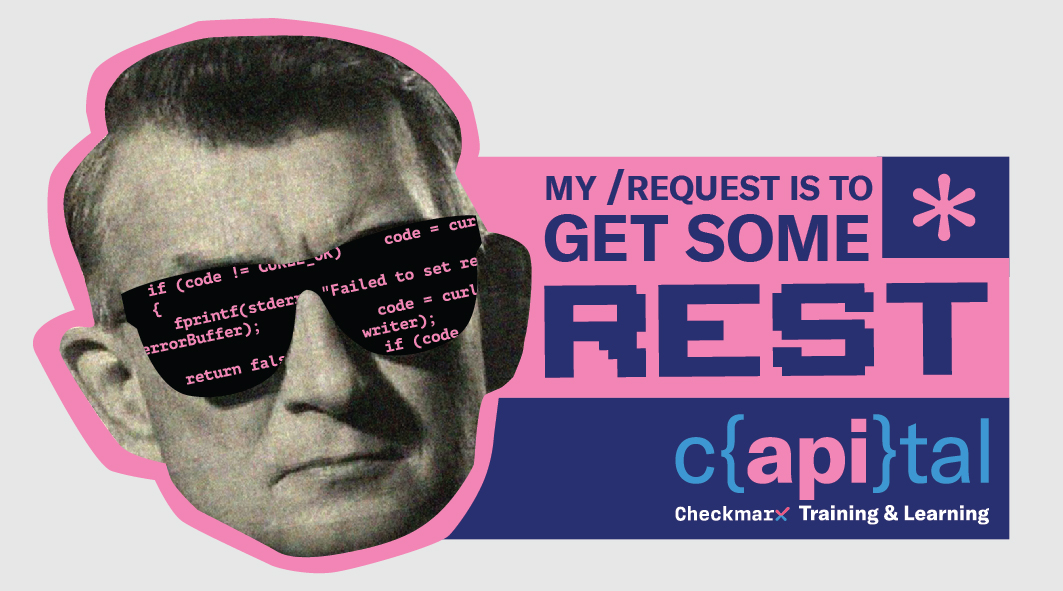 if (code != CURLE_OK)
{
fprintf(stderr
errorBuffer);
return fals
code = cur
"Failed to set re
code = curl
writer);
if (code
MY /REQUEST IS TO
GET SOME
*
REST
c{api}tal
Checkmarx Training & Learning